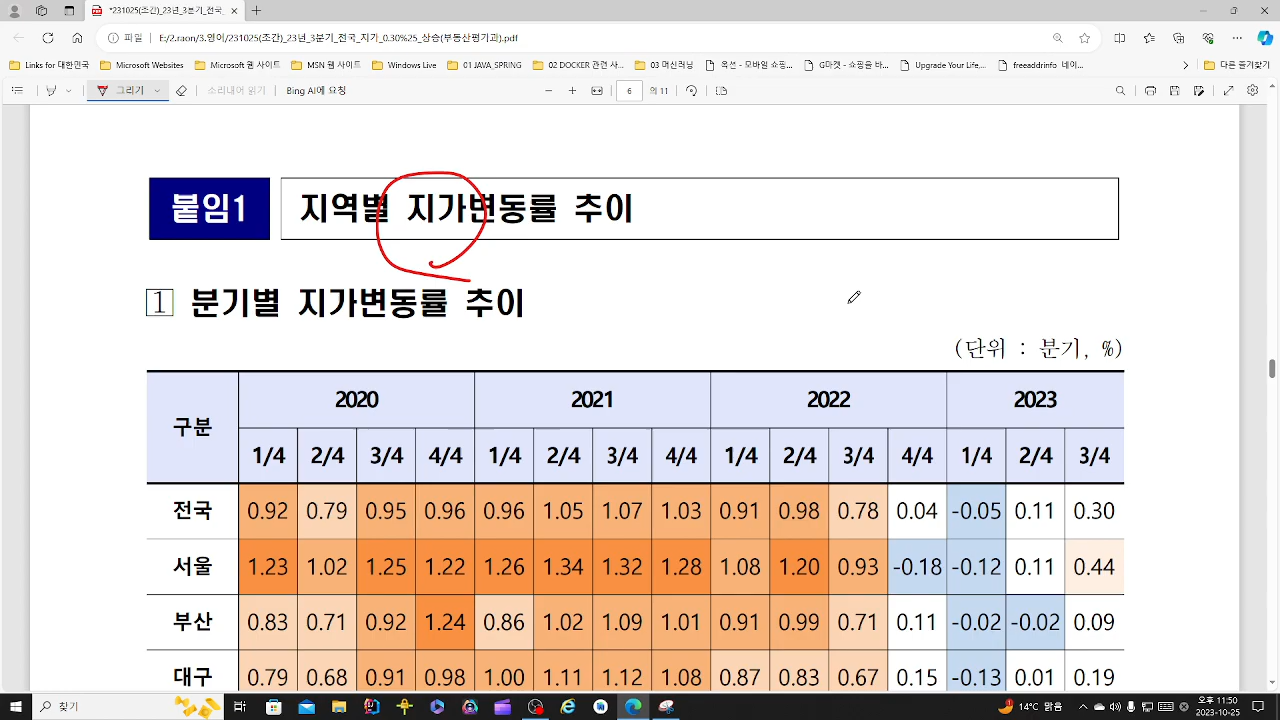 *231025(조간)_23년_3분기_전국_
파일 | E:/2.raon/3.영어/231025(조간)_23년_3분기_전국_지가_0.30%25_상승(부동산평가과).pdf
Links for 대한민국 Microsoft Websites Microsoft 웹 사이트 MSN 웹 사이트 Windows Live 01 JAVA_SPRING 02 DOCKER 관련 사... 03 머신러닝 옥션 - 모바일 쇼핑... G마켓 - 쇼핑을 바... Upgrade Your Life,... freeaddrinfo 네이... 다른 즐겨찾기
그리기 소리내어 읽기 Bing AI에 요청 6 의 11
붙임1 지역별 지가변동률 추이
1 분기별 지가변동률 추이
(단위 : 분기, %)
구분 2020 2021 2022 2023
1/4 2/4 3/4 4/4 1/4 2/4 3/4 4/4 1/4 2/4 3/4 4/4 1/4 2/4 3/4
전국 0.92 0.79 0.95 0.96 0.96 1.05 1.07 1.03 0.91 0.98 0.78 0.04 -0.05 0.11 0.30
서울 1.23 1.02 1.25 1.22 1.26 1.34 1.32 1.28 1.08 1.20 0.93 -0.18 -0.12 0.11 0.44
부산 0.83 0.71 0.92 1.24 0.86 1.02 1.09 1.01 0.91 0.99 0.71 0.11 -0.02 -0.02 0.09
대구 0.79 0.68 0.91 0.98 1.00 1.11 1.12 1.08 0.87 0.83 0.67 0.15 -0.13 0.01 0.19
찾기 14°C 맑음 오후 11:50
2023-10-25